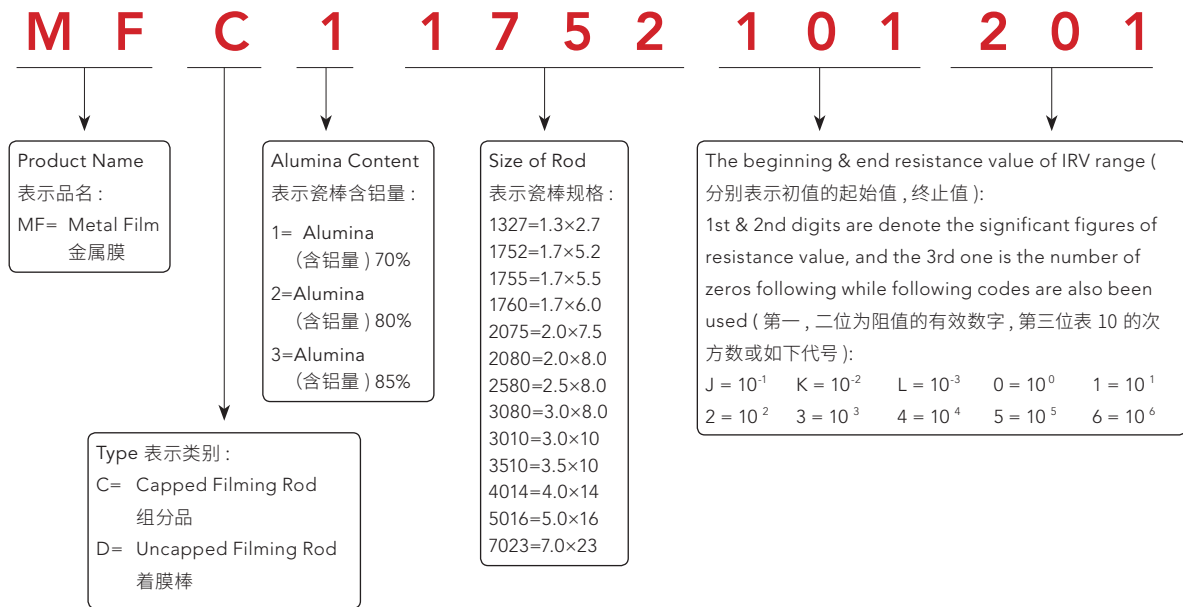 M F C 1 1 7 5 2 1 0 1 2 0 1
Product Name
表示品名 :
MF= Metal Film
金属膜
Alumina Content
表示瓷棒含铝量 :
1= Alumina
(含铝量 ) 70%
2=Alumina
(含铝量 ) 80%
3=Alumina
(含铝量 ) 85%
Size of Rod
表示瓷棒规格 :
1327=1.3×2.7
1752=1.7×5.2
1755=1.7×5.5
1760=1.7×6.0
2075=2.0×7.5
2080=2.0×8.0
2580=2.5×8.0
3080=3.0×8.0
3010=3.0×10
3510=3.5×10
4014=4.0×14
5016=5.0×16
7023=7.0×23
The beginning & end resistance value of IRV range (
分别表示初值的起始值 , 终止值 ):
1st & 2nd digits are denote the significant figures of
resistance value, and the 3rd one is the number of
zeros following while following codes are also been
used ( 第一 , 二位为阻值的有效数字 , 第三位表 10 的次
方数或如下代号 ):
J = 10⁻¹ K = 10⁻² L = 10⁻³ 0 = 10⁰ 1 = 10¹
2 = 10² 3 = 10³ 4 = 10⁴ 5 = 10⁵ 6 = 10⁶
Type 表示类别 :
C= Capped Filming Rod
组分品
D= Uncapped Filming Rod
着膜棒